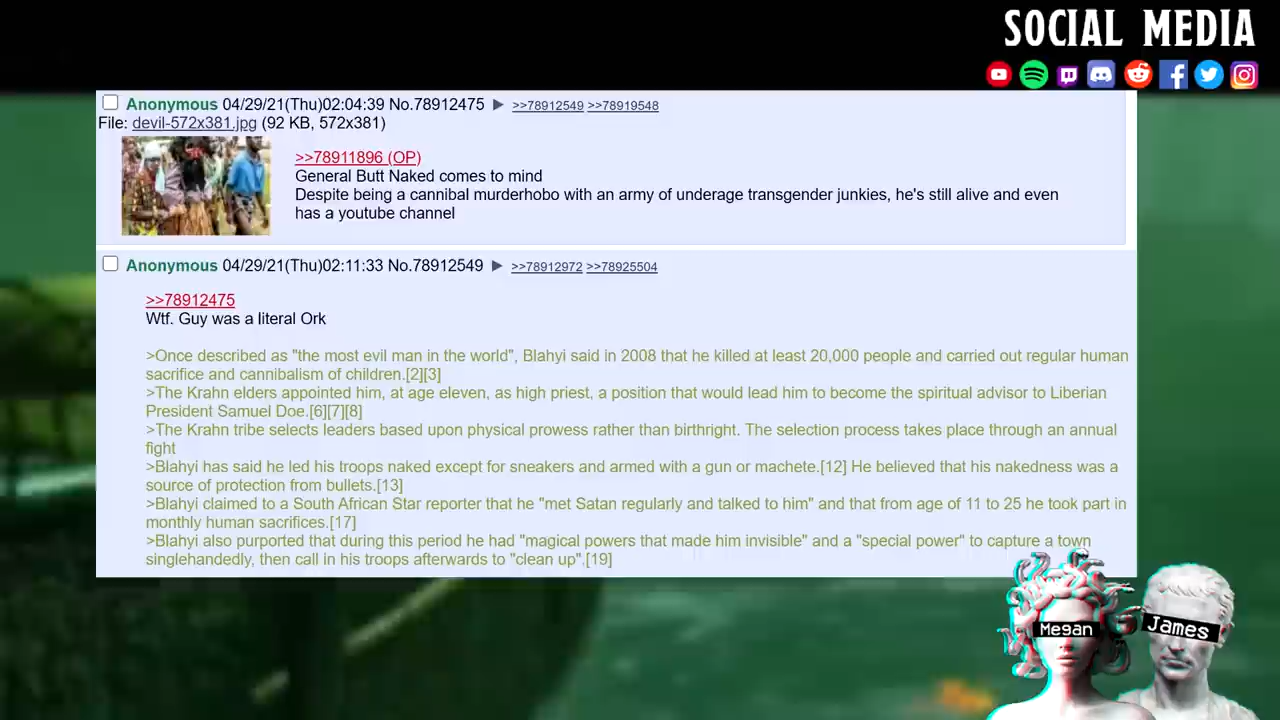 SOCIAL MEDIA
Anonymous 04/29/21(Thu)02:04:39 No.78912475 ▶ >>78912549 >>78919548
File: devil-572x381.jpg (92 KB, 572x381)
>>78911896 (OP)
General Butt Naked comes to mind
Despite being a cannibal murderhobo with an army of underage transgender junkies, he's still alive and even
has a youtube channel
Anonymous 04/29/21(Thu)02:11:33 No.78912549 ▶ >>78912972 >>78925504
>>78912475
Wtf. Guy was a literal Ork
>Once described as "the most evil man in the world", Blahyi said in 2008 that he killed at least 20,000 people and carried out regular human
sacrifice and cannibalism of children.[2][3]
>The Krahn elders appointed him, at age eleven, as high priest, a position that would lead him to become the spiritual advisor to Liberian
President Samuel Doe.[6][7][8]
>The Krahn tribe selects leaders based upon physical prowess rather than birthright. The selection process takes place through an annual
fight
>Blahyi has said he led his troops naked except for sneakers and armed with a gun or machete.[12] He believed that his nakedness was a
source of protection from bullets.[13]
>Blahyi claimed to a South African Star reporter that he "met Satan regularly and talked to him" and that from age of 11 to 25 he took part in
monthly human sacrifices.[17]
>Blahyi also purported that during this period he had "magical powers that made him invisible" and a "special power" to capture a town
singlehandedly, then call in his troops afterwards to "clean up".[19]
Megan
James